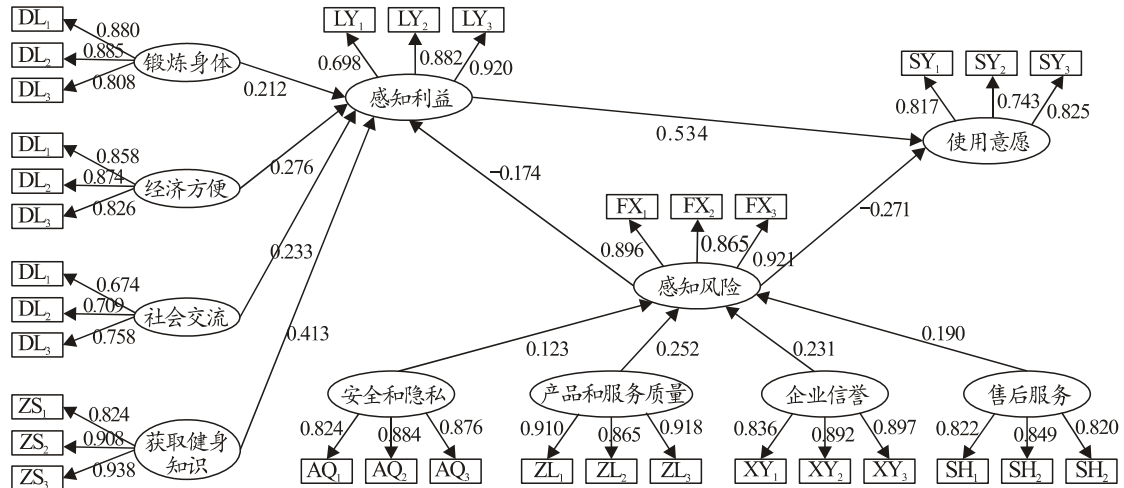 DL₁ 0.880
DL₂ 0.885
DL₃ 0.808
锻炼身体
0.212
LY₁ LY₂ LY₃
0.698 0.882 0.920
感知利益
SY₁ SY₂ SY₃
0.817 0.743 0.825
使用意愿
0.534
DL₁ 0.858
DL₂ 0.874
DL₃ 0.826
经济方便
0.276
-0.174
-0.271
FX₁ FX₂ FX₃
0.896 0.865 0.921
感知风险
DL₁ 0.674
DL₂ 0.709
DL₃ 0.758
社会交流
0.233
0.413
0.123 0.252 0.231 0.190
ZS₁ 0.824
ZS₂ 0.908
ZS₃ 0.938
获取健身
知识
安全和隐私 产品和服务质量 企业信誉 售后服务
0.824 0.884 0.876 0.910 0.865 0.918 0.836 0.892 0.897 0.822 0.849 0.820
AQ₁ AQ₂ AQ₃ ZL₁ ZL₂ ZL₃ XY₁ XY₂ XY₃ SH₁ SH₂ SH₂